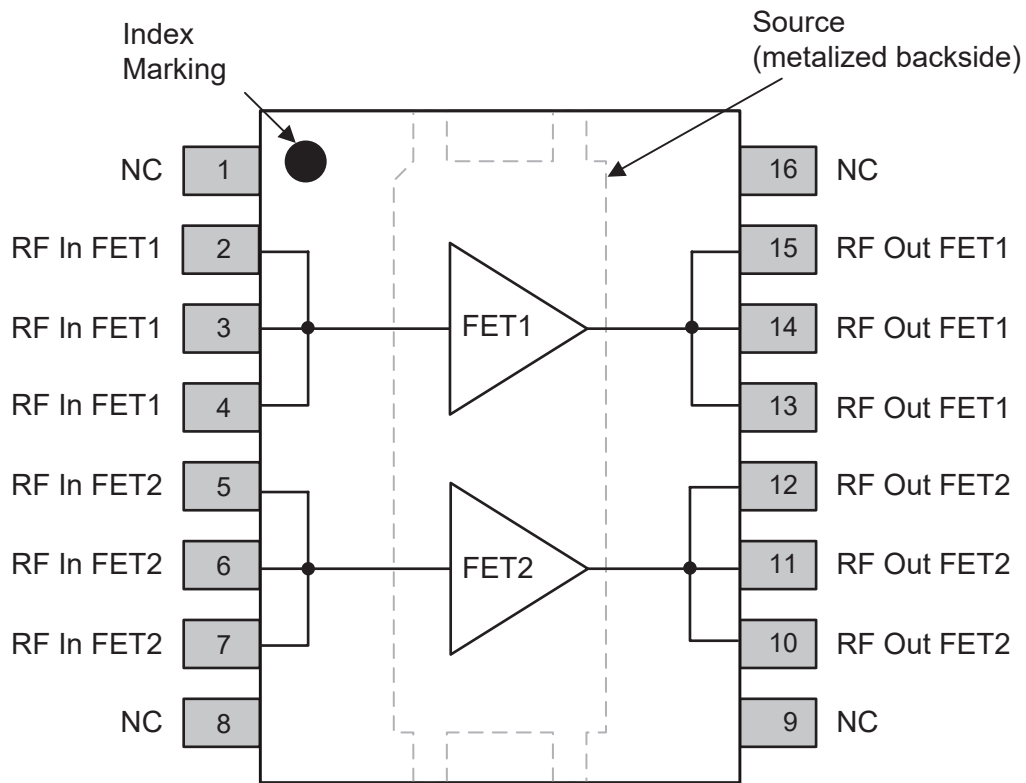 Index
Marking
Source
(metalized backside)
NC 1
16 NC
RF In FET1 2
15 RF Out FET1
RF In FET1 3
FET1
14 RF Out FET1
RF In FET1 4
13 RF Out FET1
RF In FET2 5
12 RF Out FET2
RF In FET2 6
FET2
11 RF Out FET2
RF In FET2 7
10 RF Out FET2
NC 8
9 NC